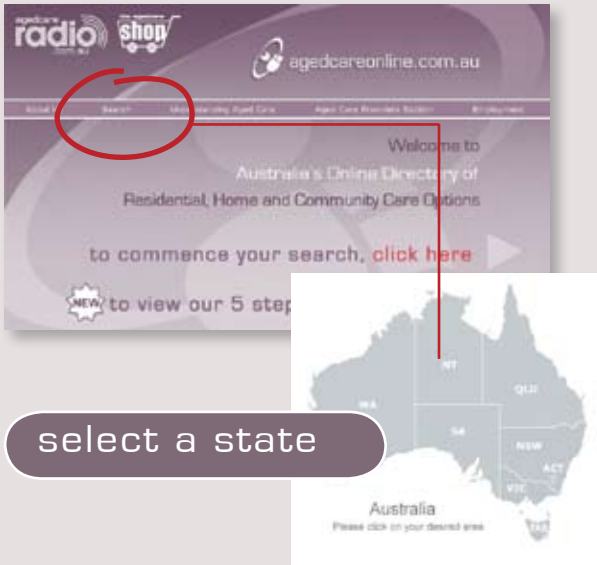 agedcare
radio
.com.au
the agedcare
shop
agedcareonline.com.au
About Us Search Understanding Aged Care Aged Care Providers Section Employment
Welcome to
Australia's Online Directory of
Residential, Home and Community Care Options
to commence your search, click here
NEW to view our 5 step
NT
QLD
WA
SA
NSW
ACT
VIC
select a state
Australia
Please click on your desired area
TAS